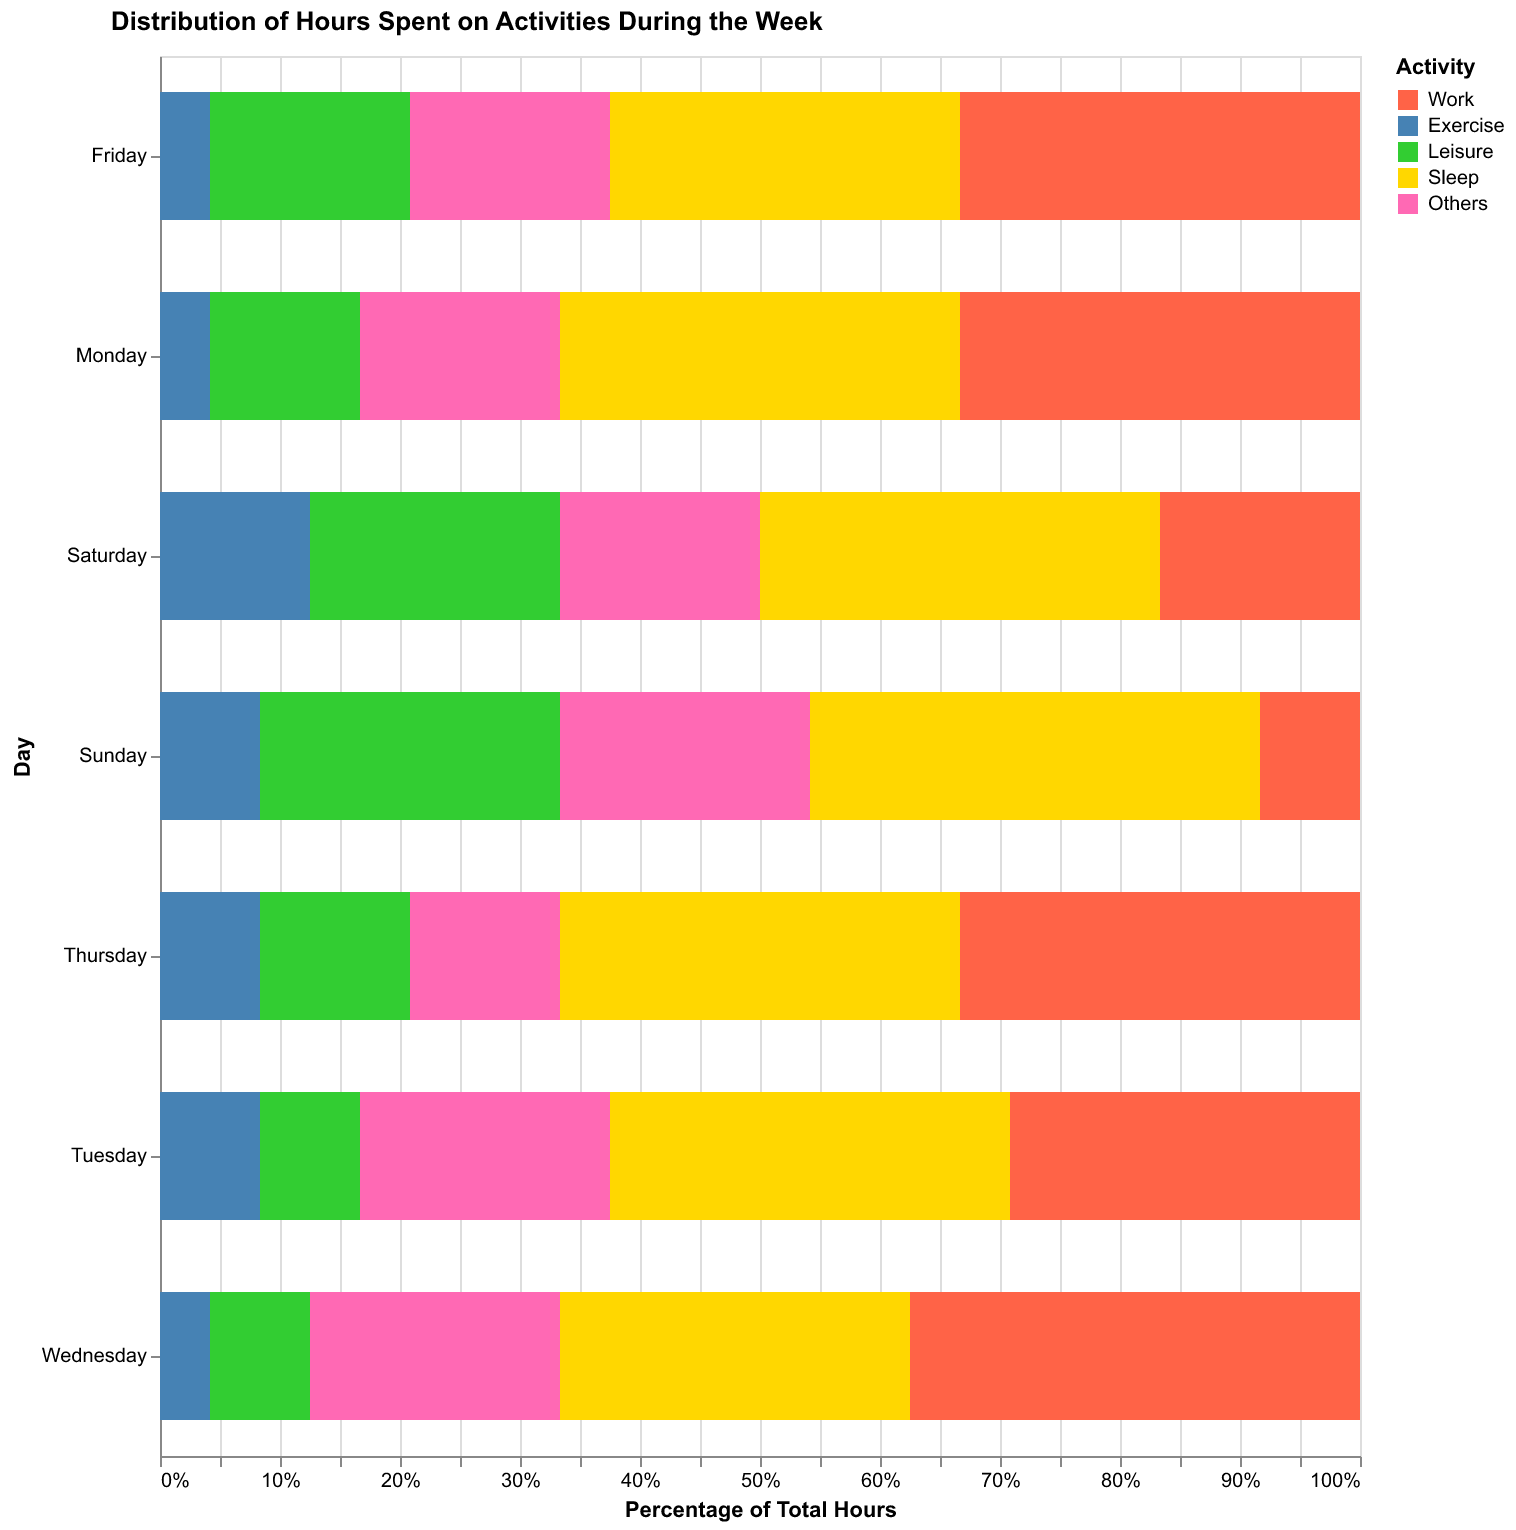 Distribution of Hours Spent on Activities During the Week
Activity
Work
Exercise
Leisure
Sleep
Others
Day
Friday
Monday
Saturday
Sunday
Thursday
Tuesday
Wednesday
0% 10% 20% 30% 40% 50% 60% 70% 80% 90% 100%
Percentage of Total Hours